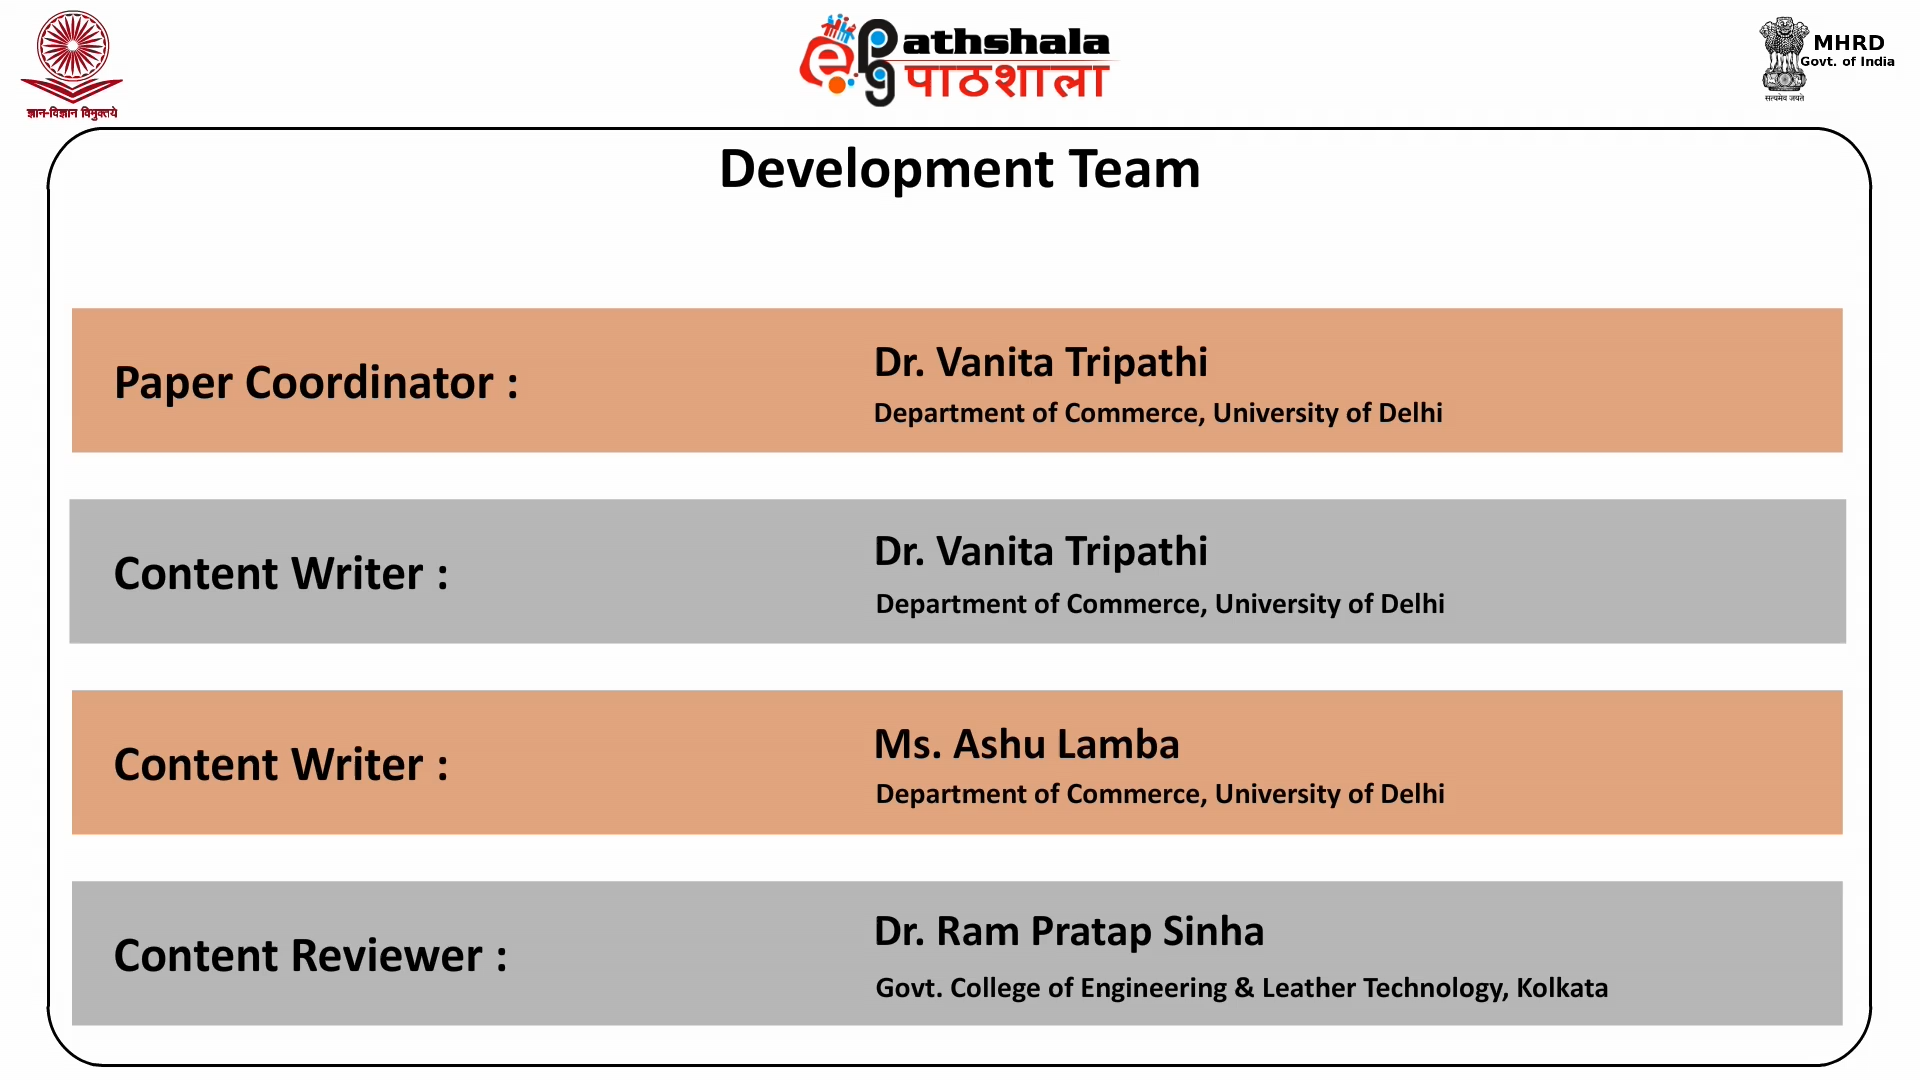 ज्ञान-विज्ञान विमुक्तये
e pg athshala
पाठशाला
MHRD
Govt. of India
सत्यमेव जयते
Development Team
Paper Coordinator :
Dr. Vanita Tripathi
Department of Commerce, University of Delhi
Content Writer :
Dr. Vanita Tripathi
Department of Commerce, University of Delhi
Content Writer :
Ms. Ashu Lamba
Department of Commerce, University of Delhi
Content Reviewer :
Dr. Ram Pratap Sinha
Govt. College of Engineering & Leather Technology, Kolkata